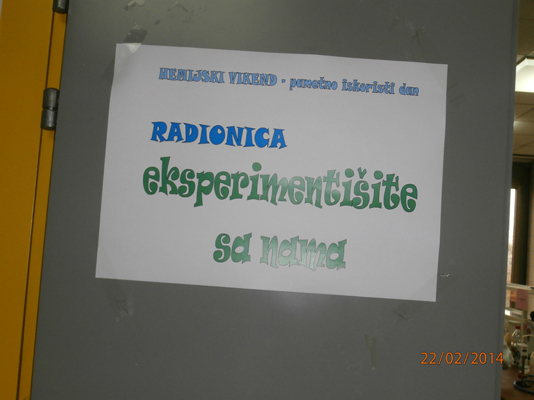 HEMIJSKI VIKEND - pametno iskoristi dan
RADIONICA
eksperimentišite
sa nama
22/02/2014